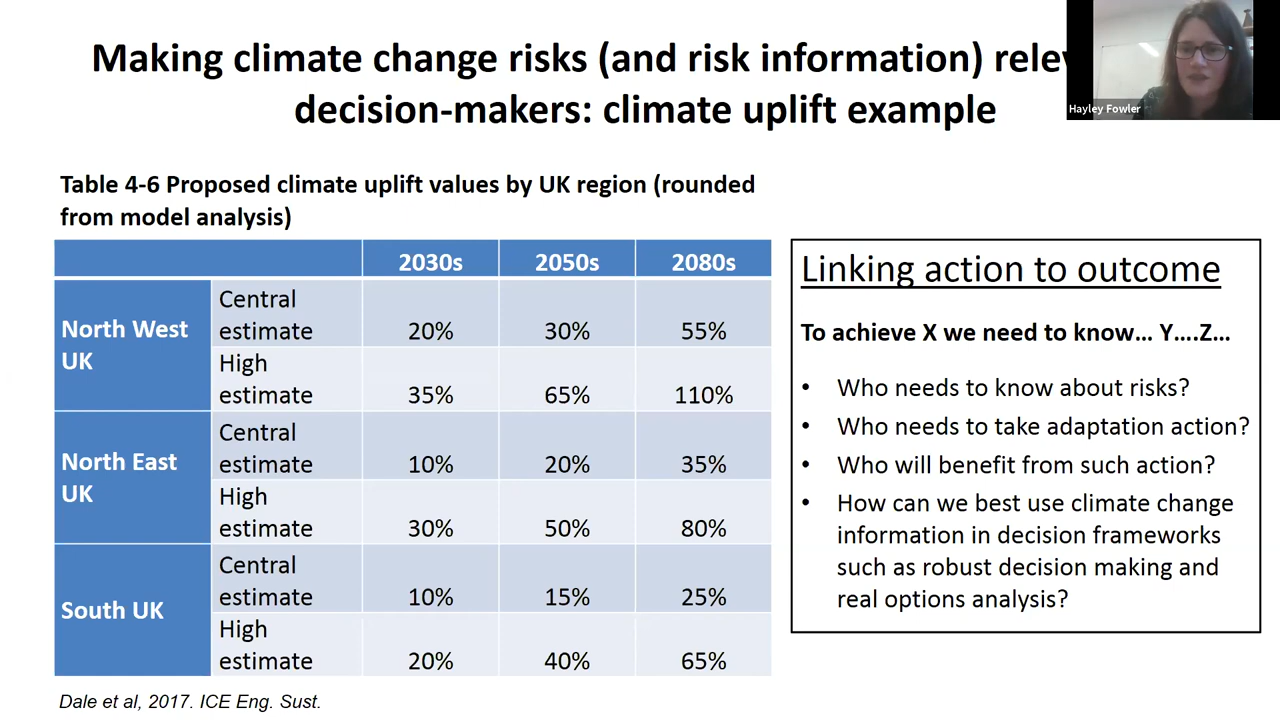 Making climate change risks (and risk information) relev
decision-makers: climate uplift example
Hayley Fowler
Table 4-6 Proposed climate uplift values by UK region (rounded
from model analysis)
2030s 2050s 2080s
North West
UK
Central
estimate 20% 30% 55%
High
estimate 35% 65% 110%
North East
UK
Central
estimate 10% 20% 35%
High
estimate 30% 50% 80%
South UK
Central
estimate 10% 15% 25%
High
estimate 20% 40% 65%
Dale et al, 2017. ICE Eng. Sust.
Linking action to outcome
To achieve X we need to know... Y....Z...
• Who needs to know about risks?
• Who needs to take adaptation action?
• Who will benefit from such action?
• How can we best use climate change
information in decision frameworks
such as robust decision making and
real options analysis?